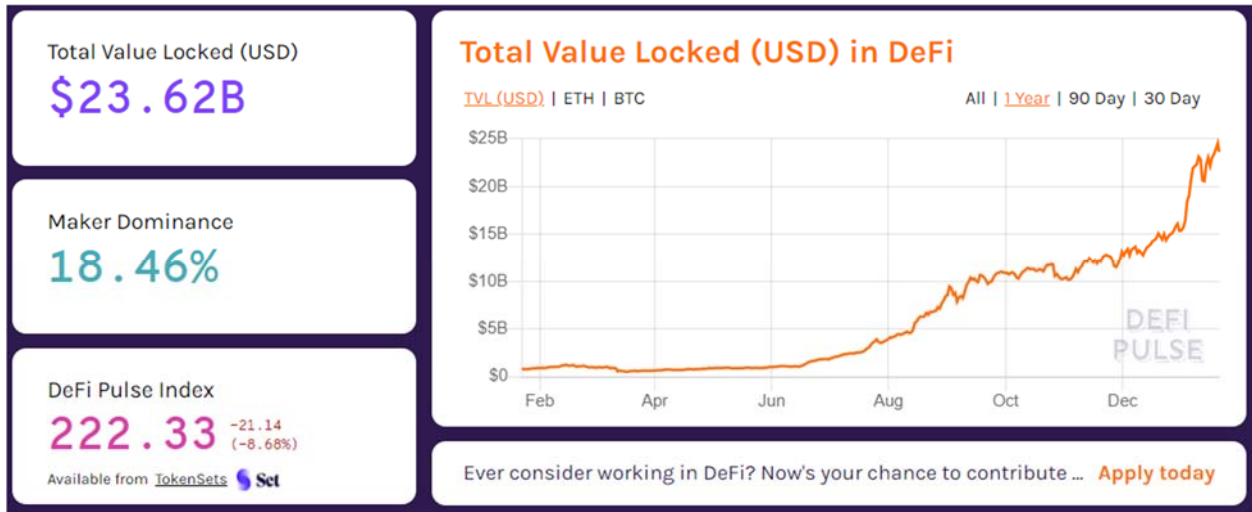 Total Value Locked (USD)
$23.62B
Maker Dominance
18.46%
DeFi Pulse Index
222.33 -21.14
(-8.68%)
Available from TokenSets Set
Total Value Locked (USD) in DeFi
TVL (USD) | ETH | BTC All | 1 Year | 90 Day | 30 Day
$25B
$20B
$15B
$10B
$5B
$0
Feb Apr Jun Aug Oct Dec
DEFI
PULSE
Ever consider working in DeFi? Now's your chance to contribute ... Apply today